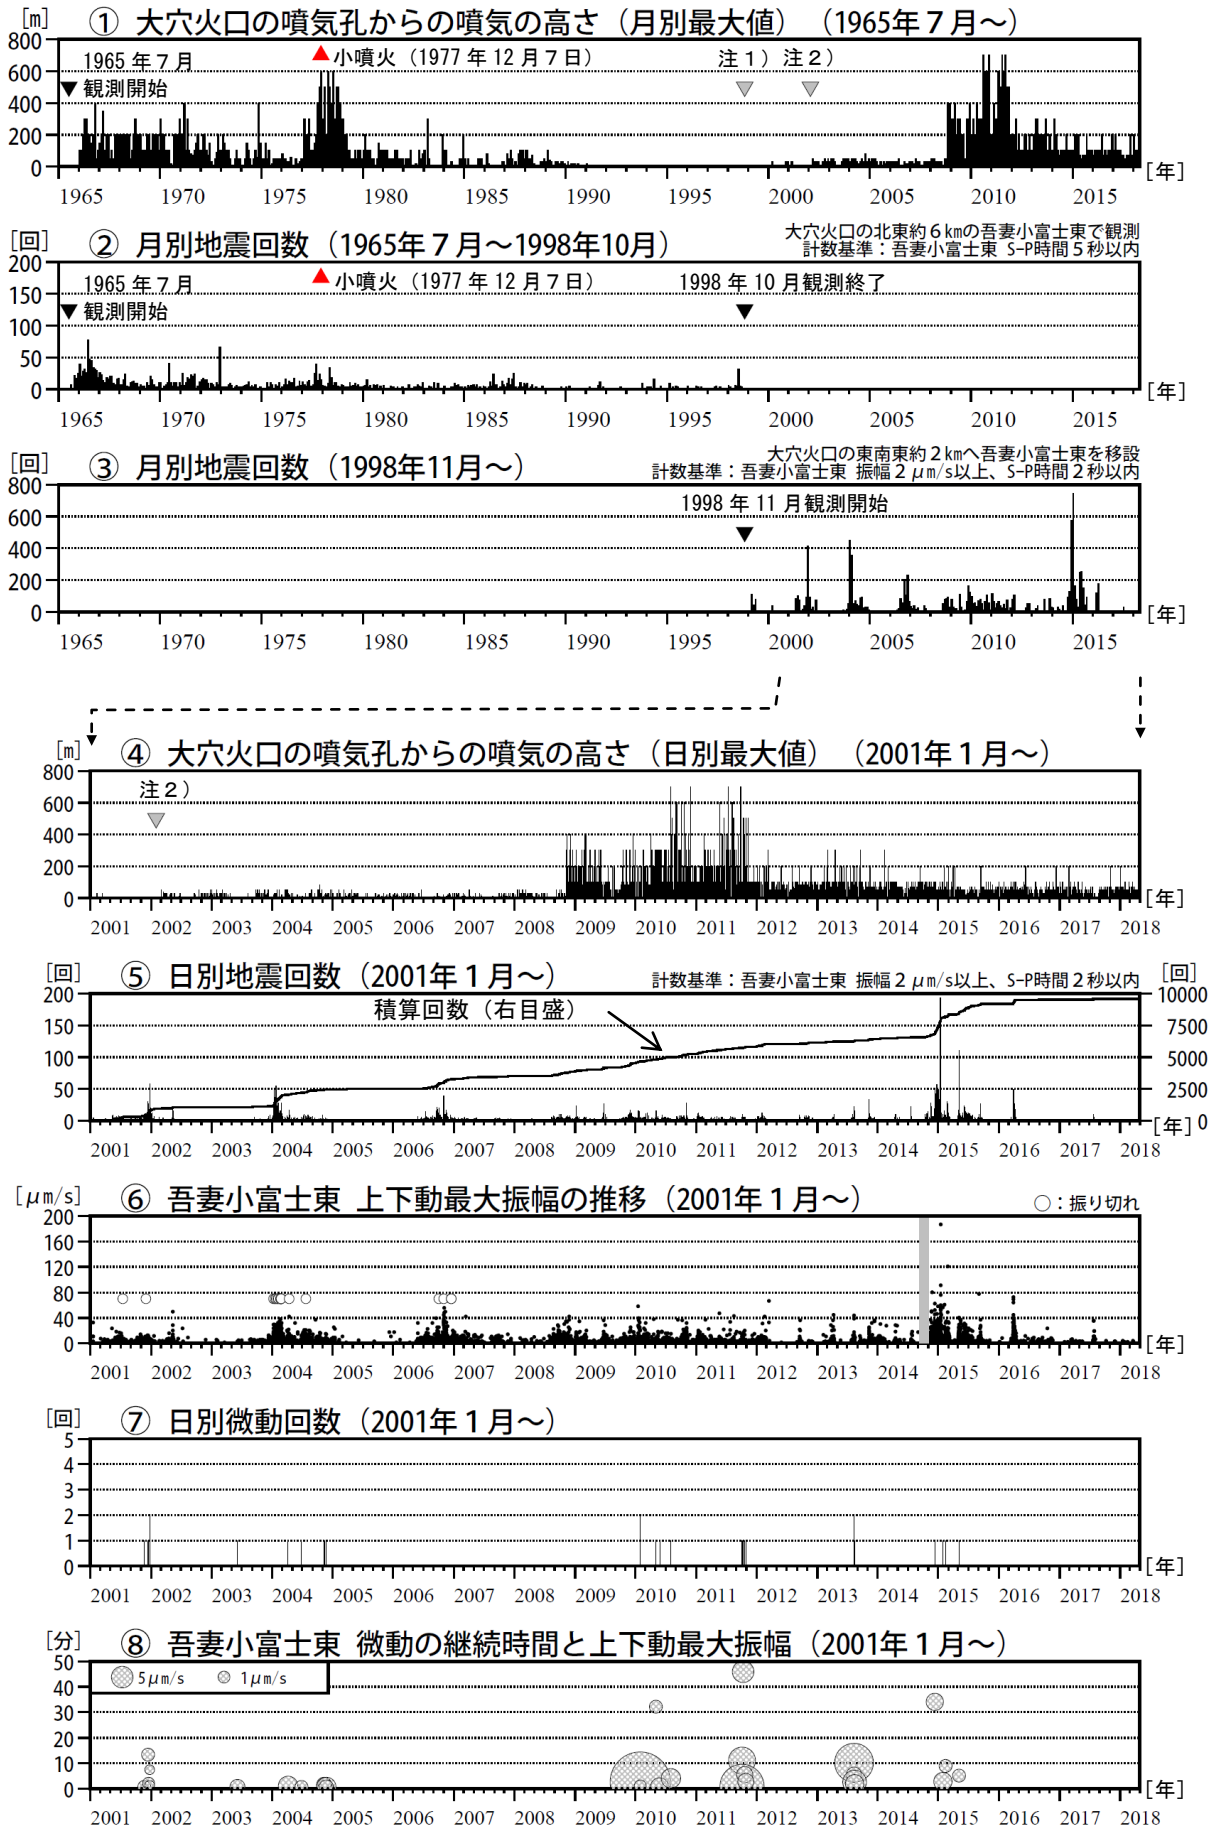 [m] ① 大穴火口の噴気孔からの噴気の高さ（月別最大値）（1965年７月～）
800
600
400
200
0
1965年７月
▼ 観測開始
▲ 小噴火（1977年12月７日）
注１） 注２）
1965 1970 1975 1980 1985 1990 1995 2000 2005 2010 2015 [年]
[回] ② 月別地震回数（1965年７月～1998年10月）
大穴火口の北東約６kmの吾妻小富士東で観測
計数基準：吾妻小富士東 S-P時間５秒以内
200
150
100
50
0
1965年７月
▼ 観測開始
▲ 小噴火（1977年12月７日）
1998年10月観測終了
1965 1970 1975 1980 1985 1990 1995 2000 2005 2010 2015 [年]
[回] ③ 月別地震回数（1998年11月～）
大穴火口の東南東約２kmへ吾妻小富士東を移設
計数基準：吾妻小富士東 振幅２μm/s以上、S-P時間２秒以内
800
600
400
200
0
1998年11月観測開始
1965 1970 1975 1980 1985 1990 1995 2000 2005 2010 2015 [年]
[m] ④ 大穴火口の噴気孔からの噴気の高さ（日別最大値）（2001年１月～）
800
600
400
200
0
注２）
2001 2002 2003 2004 2005 2006 2007 2008 2009 2010 2011 2012 2013 2014 2015 2016 2017 2018 [年]
[回] ⑤ 日別地震回数（2001年１月～）
計数基準：吾妻小富士東 振幅２μm/s以上、S-P時間２秒以内 [回]
200 10000
150 7500
100 5000
50 2500
0 0
積算回数（右目盛）
2001 2002 2003 2004 2005 2006 2007 2008 2009 2010 2011 2012 2013 2014 2015 2016 2017 2018 [年]
[μm/s] ⑥ 吾妻小富士東 上下動最大振幅の推移（2001年１月～） ○：振り切れ
200
160
120
80
40
0
2001 2002 2003 2004 2005 2006 2007 2008 2009 2010 2011 2012 2013 2014 2015 2016 2017 2018 [年]
[回] ⑦ 日別微動回数（2001年１月～）
5
4
3
2
1
0
2001 2002 2003 2004 2005 2006 2007 2008 2009 2010 2011 2012 2013 2014 2015 2016 2017 2018 [年]
[分] ⑧ 吾妻小富士東 微動の継続時間と上下動最大振幅（2001年１月～）
50
40
30
20
10
0
5μm/s 1μm/s
2001 2002 2003 2004 2005 2006 2007 2008 2009 2010 2011 2012 2013 2014 2015 2016 2017 2018 [年]